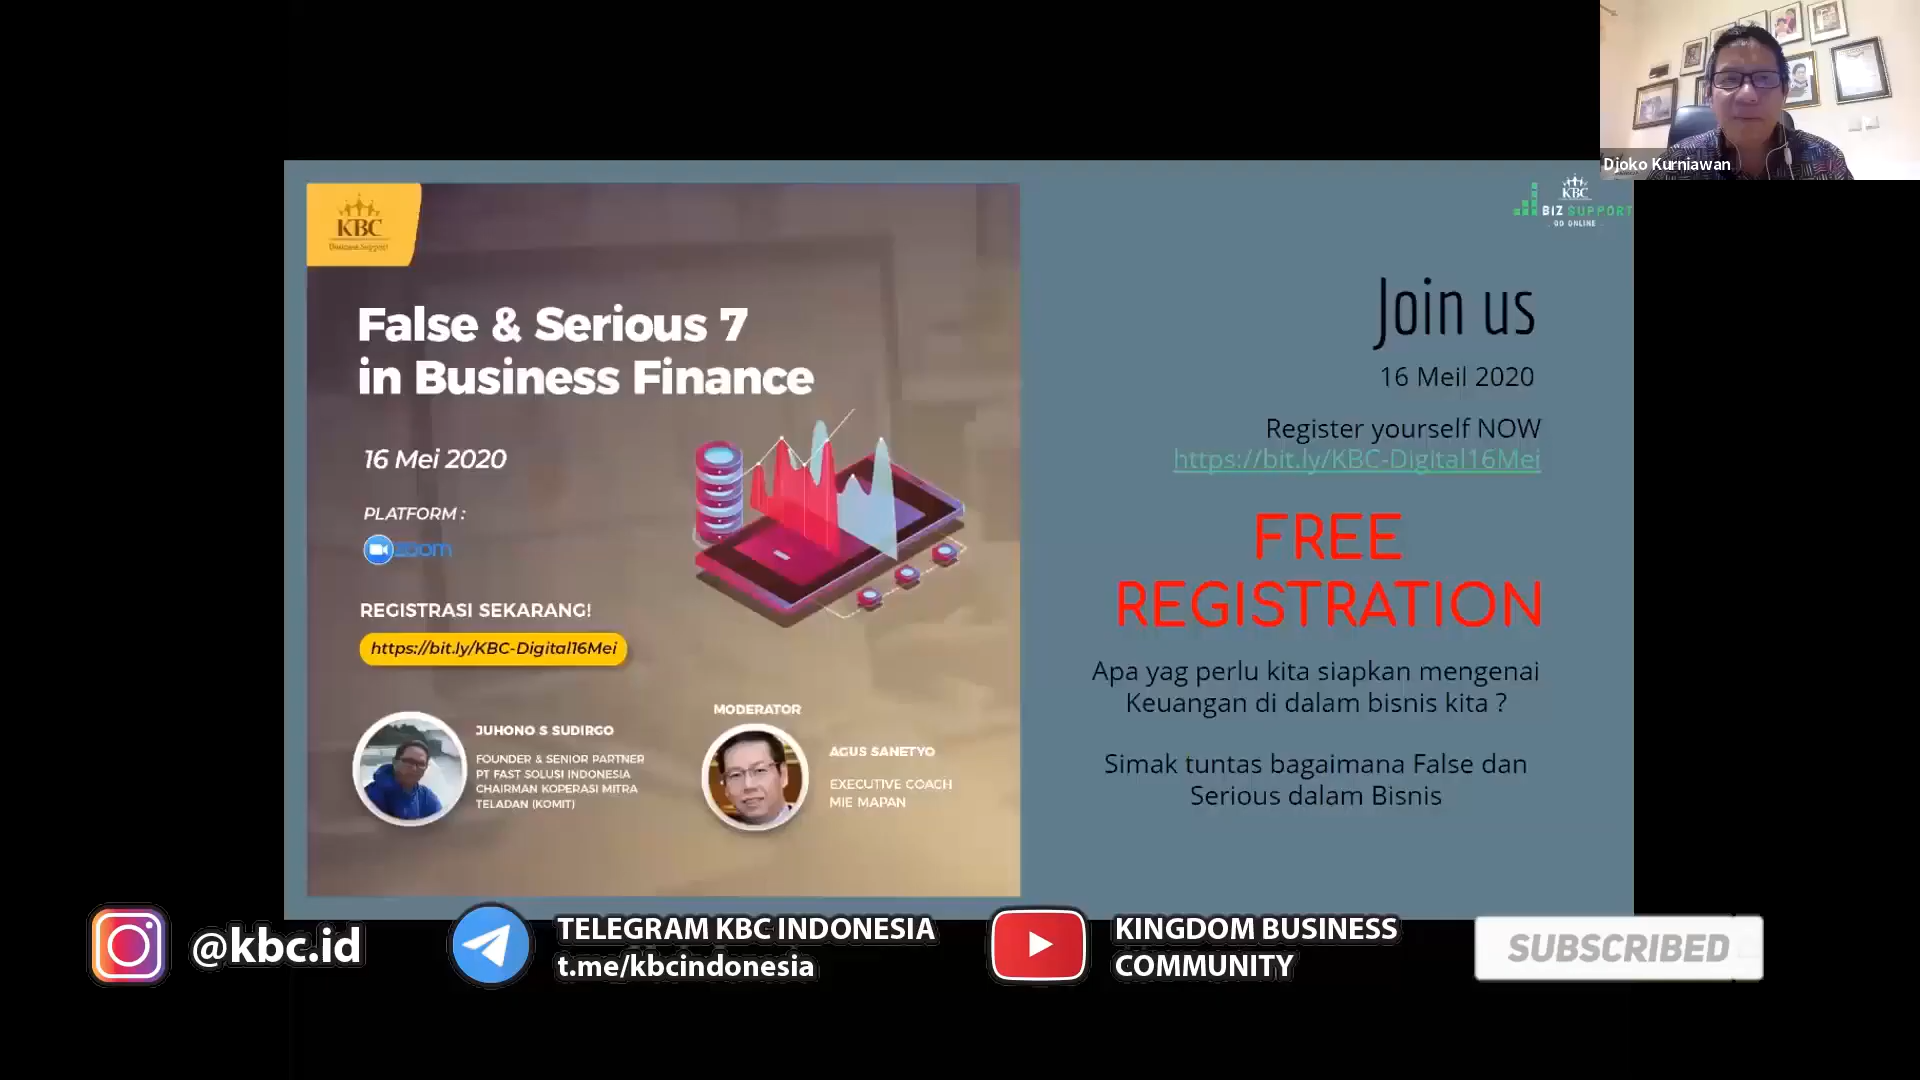 Djoko Kurniawan
KBC
Business Support
KBC
BIZ SUPPORT
GO ONLINE
False & Serious 7
in Business Finance
16 Mei 2020
PLATFORM :
zoom
REGISTRASI SEKARANG!
https://bit.ly/KBC-Digital16Mei
JUHONO S SUDIRGO
FOUNDER & SENIOR PARTNER
PT FAST SOLUSI INDONESIA
CHAIRMAN KOPERASI MITRA
TELADAN (KOMIT)
MODERATOR
AGUS SANETYO
EXECUTIVE COACH
MIE MAPAN
Join us
16 Meil 2020
Register yourself NOW
https://bit.ly/KBC-Digital16Mei
FREE
REGISTRATION
Apa yag perlu kita siapkan mengenai
Keuangan di dalam bisnis kita ?
Simak tuntas bagaimana False dan
Serious dalam Bisnis
@kbc.id
TELEGRAM KBC INDONESIA
t.me/kbcindonesia
KINGDOM BUSINESS
COMMUNITY
SUBSCRIBED